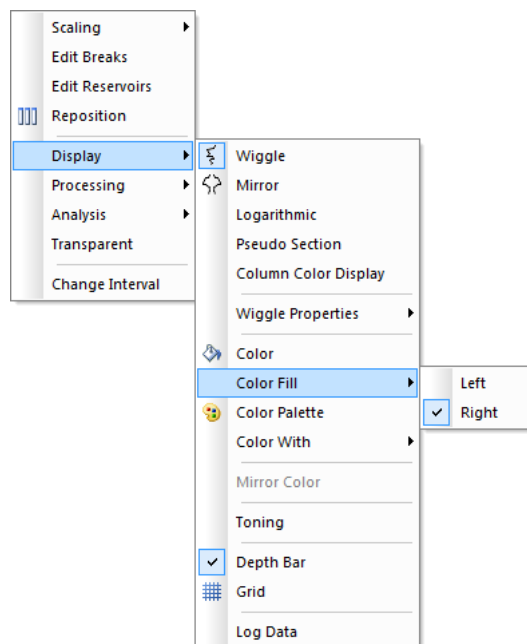 Scaling
Edit Breaks
Edit Reservoirs
Reposition
Display
Processing
Analysis
Transparent
Change Interval
Wiggle
Mirror
Logarithmic
Pseudo Section
Column Color Display
Wiggle Properties
Color
Color Fill
Color Palette
Color With
Mirror Color
Toning
Depth Bar
Grid
Log Data
Left
Right